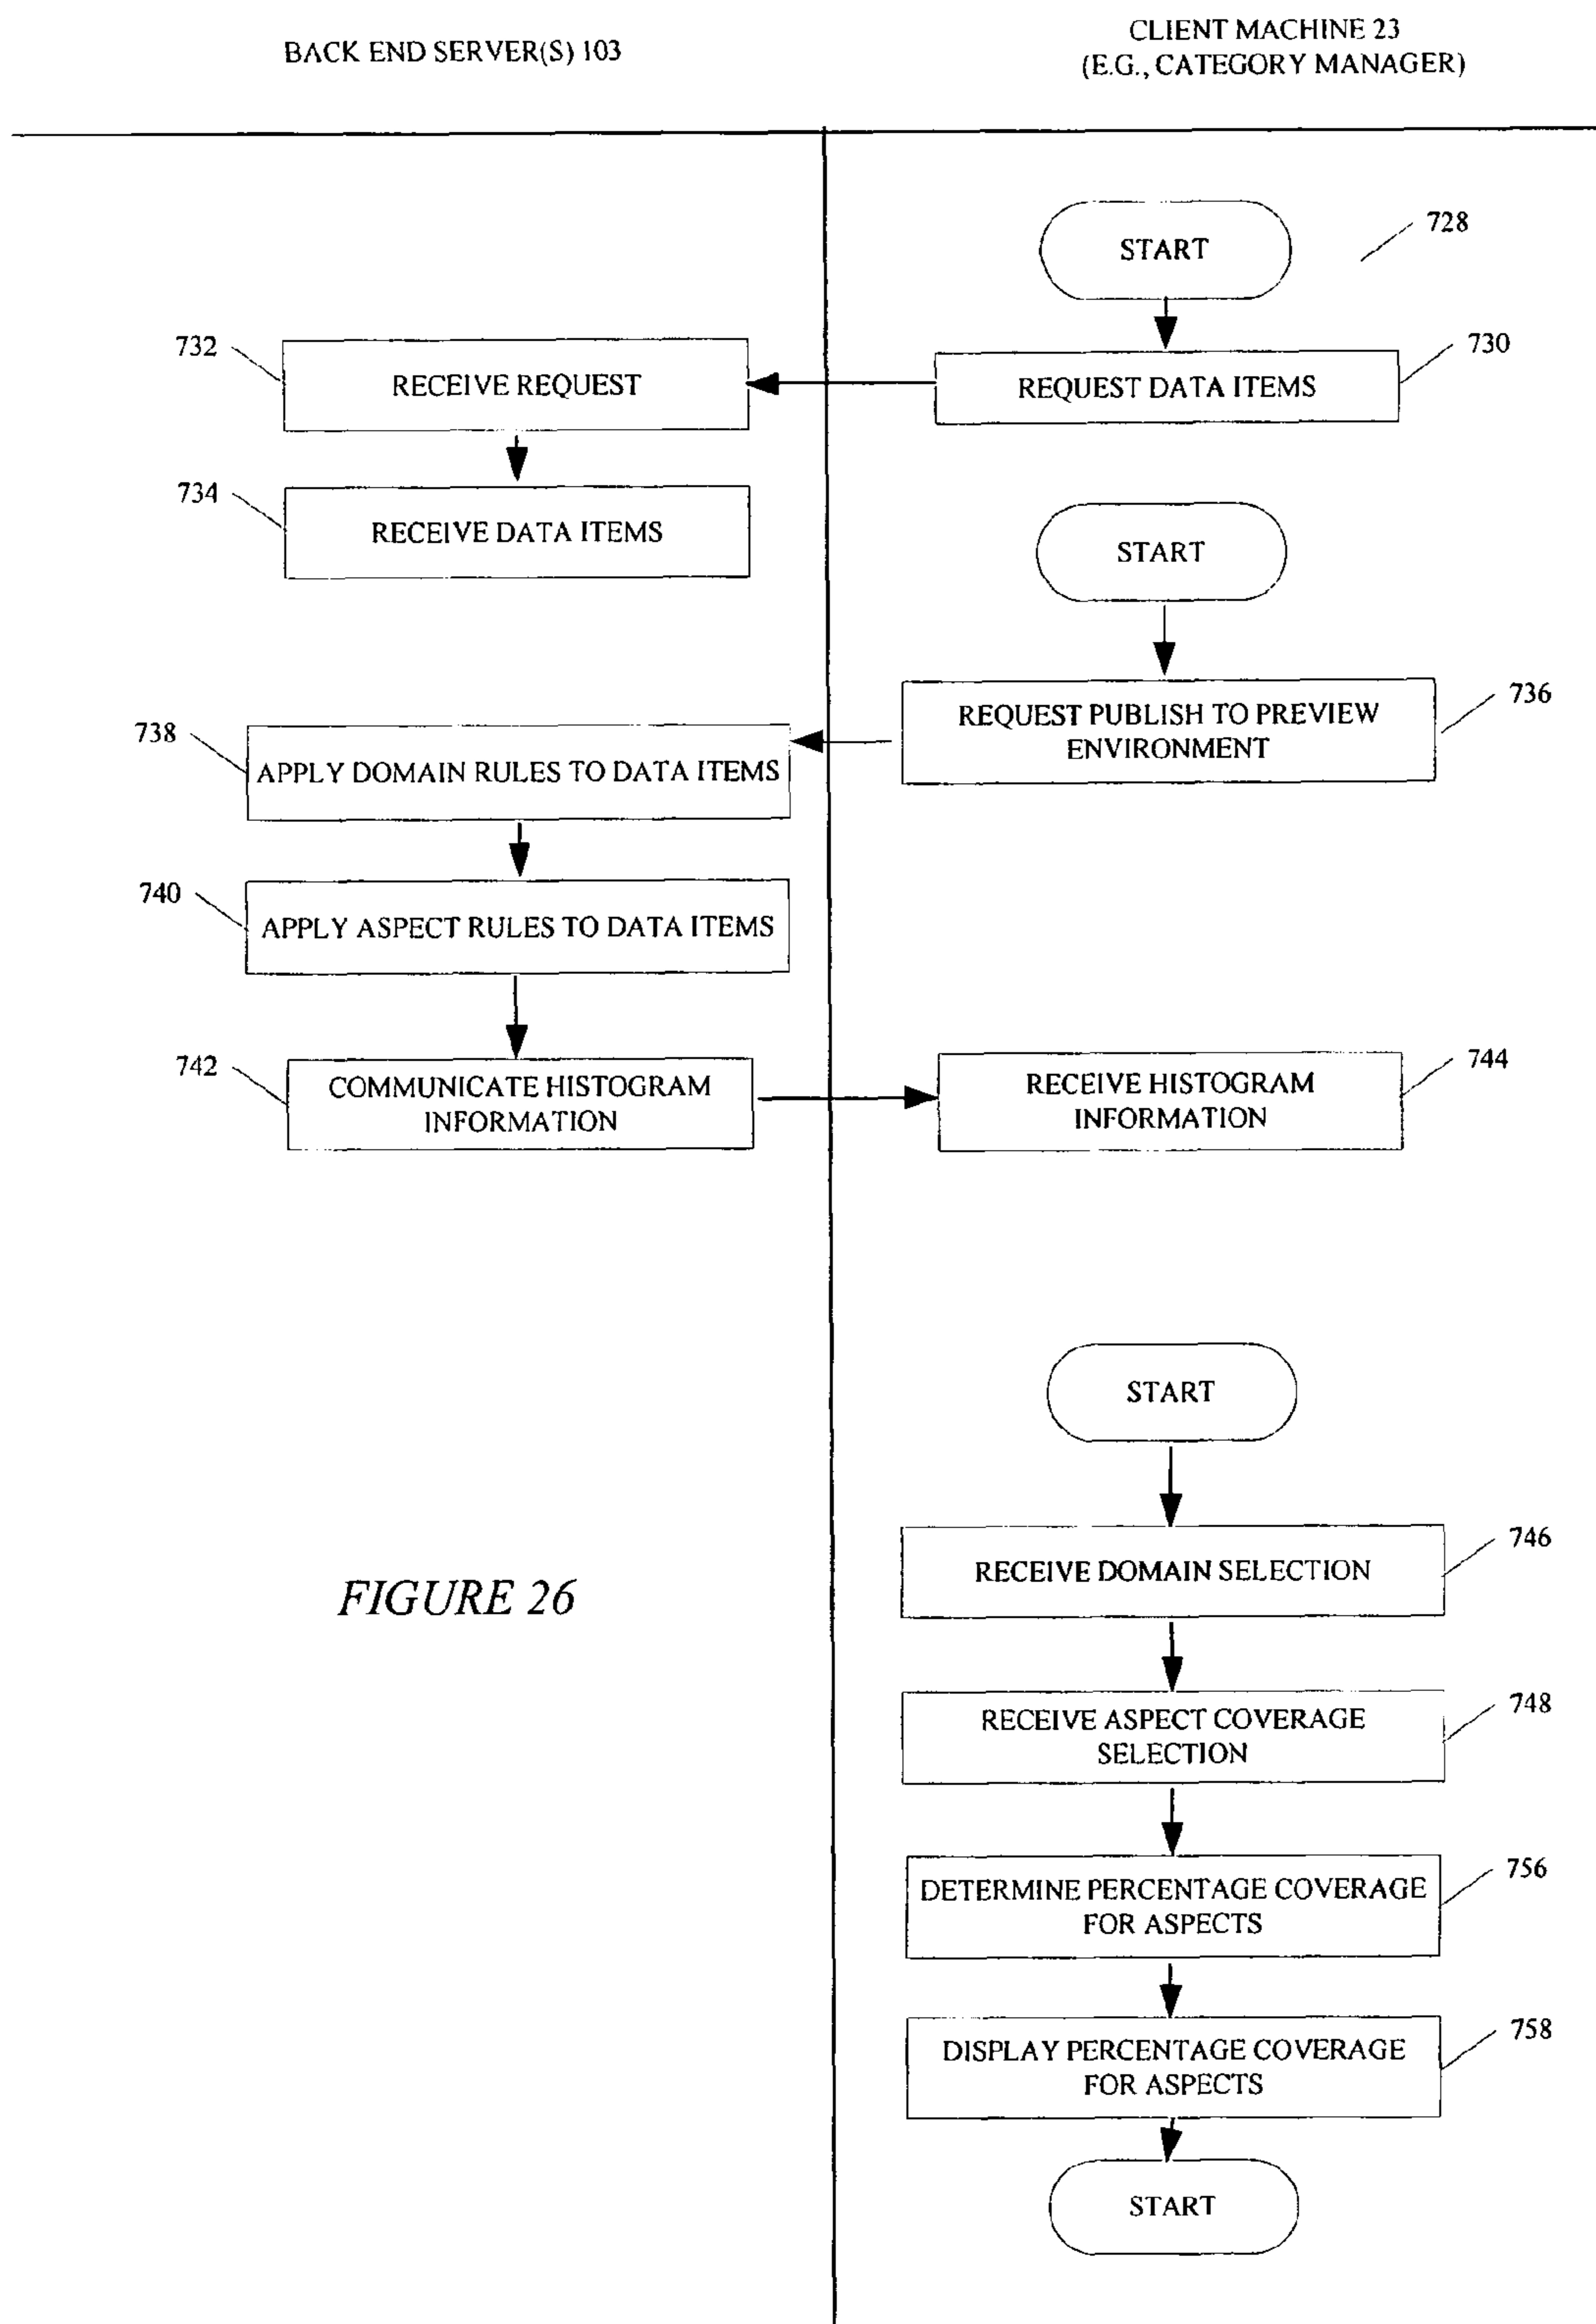 BACK END SERVER(S) 103
CLIENT MACHINE 23
(E.G., CATEGORY MANAGER)
START
728
732
RECEIVE REQUEST
REQUEST DATA ITEMS
730
734
RECEIVE DATA ITEMS
START
REQUEST PUBLISH TO PREVIEW
ENVIRONMENT
736
738
APPLY DOMAIN RULES TO DATA ITEMS
740
APPLY ASPECT RULES TO DATA ITEMS
742
COMMUNICATE HISTOGRAM
INFORMATION
RECEIVE HISTOGRAM
INFORMATION
744
START
746
RECEIVE DOMAIN SELECTION
FIGURE 26
RECEIVE ASPECT COVERAGE
SELECTION
748
DETERMINE PERCENTAGE COVERAGE
FOR ASPECTS
756
DISPLAY PERCENTAGE COVERAGE
FOR ASPECTS
758
START